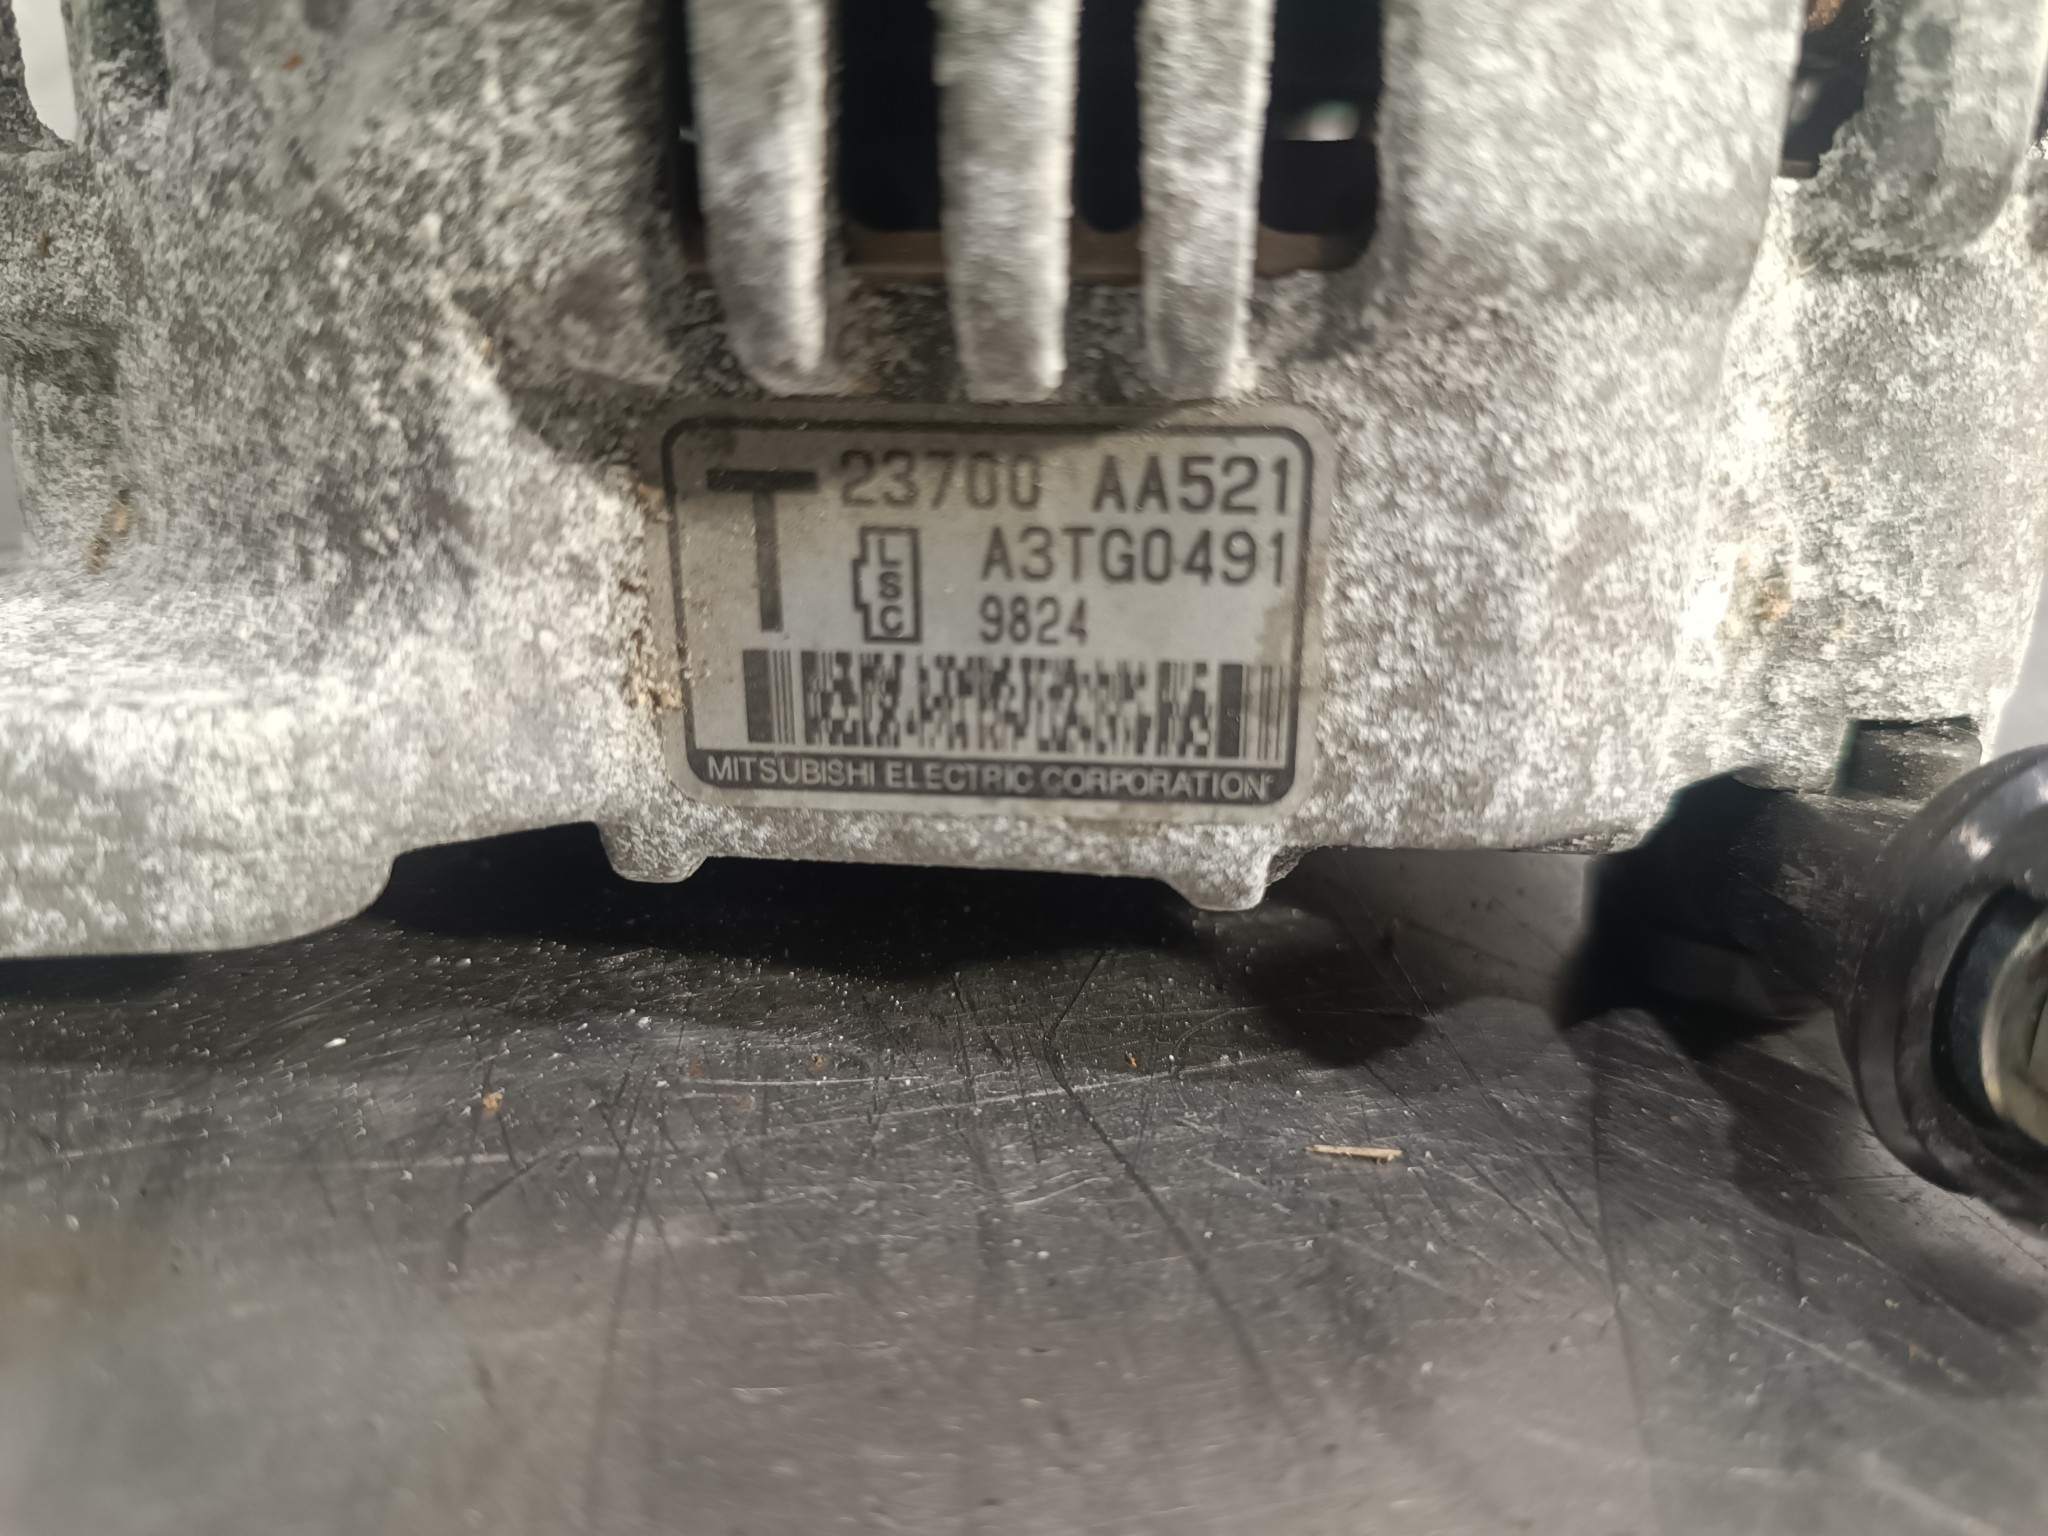 T 23700 AA521
LSC A3TG0491
9824
MITSUBISHI ELECTRIC CORPORATION